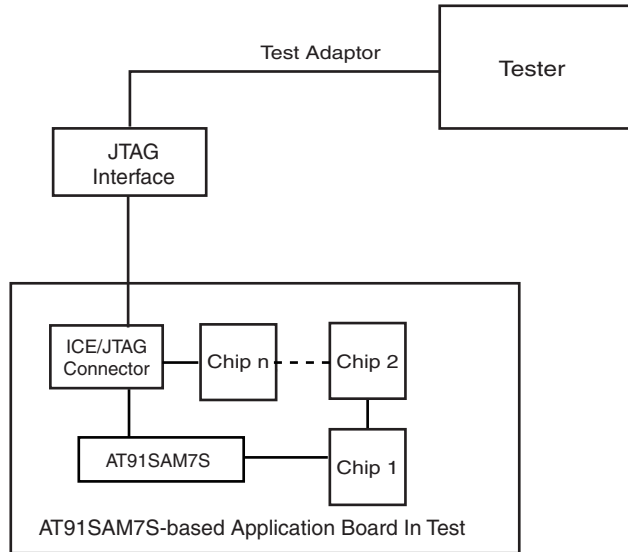 Test Adaptor
Tester
JTAG
Interface
ICE/JTAG
Connector
Chip n
Chip 2
AT91SAM7S
Chip 1
AT91SAM7S-based Application Board In Test